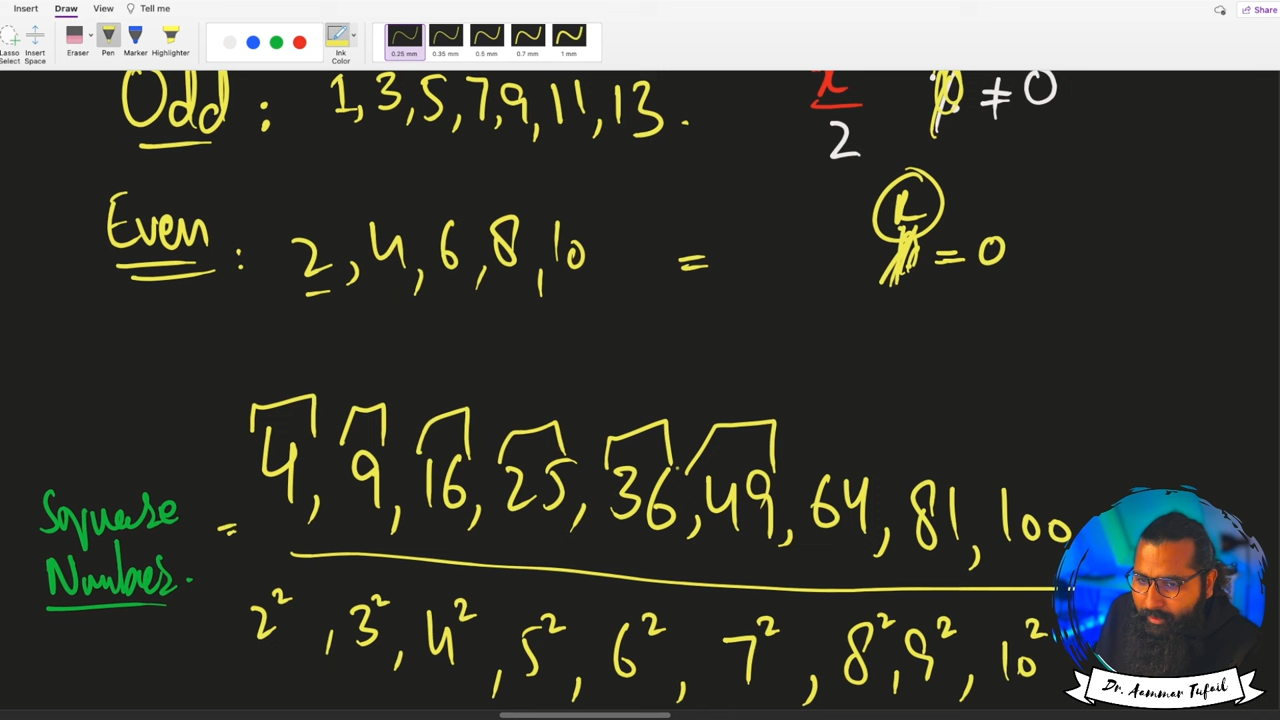 Insert Draw View Tell me
Share
Lasso Select
Insert Space
Eraser
Pen
Marker
Highlighter
Ink Color
0.25 mm 0.35 mm 0.5 mm 0.7 mm 1 mm
Odd : 1, 3, 5, 7, 9, 11, 13.
2
≠ 0
Even : 2, 4, 6, 8, 10 =
= 0
Square Numbers. = 4, 9, 16, 25, 36, 49, 64, 81, 100
2², 3², 4², 5², 6², 7², 8², 9², 10²
Dr. Aammar Tufail